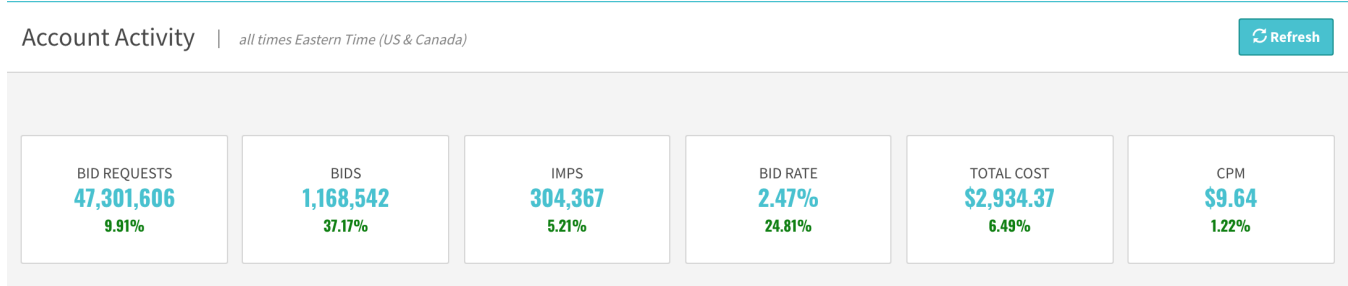 Account Activity | all times Eastern Time (US & Canada)
Refresh
BID REQUESTS
47,301,606
9.91%
BIDS
1,168,542
37.17%
IMPS
304,367
5.21%
BID RATE
2.47%
24.81%
TOTAL COST
$2,934.37
6.49%
CPM
$9.64
1.22%